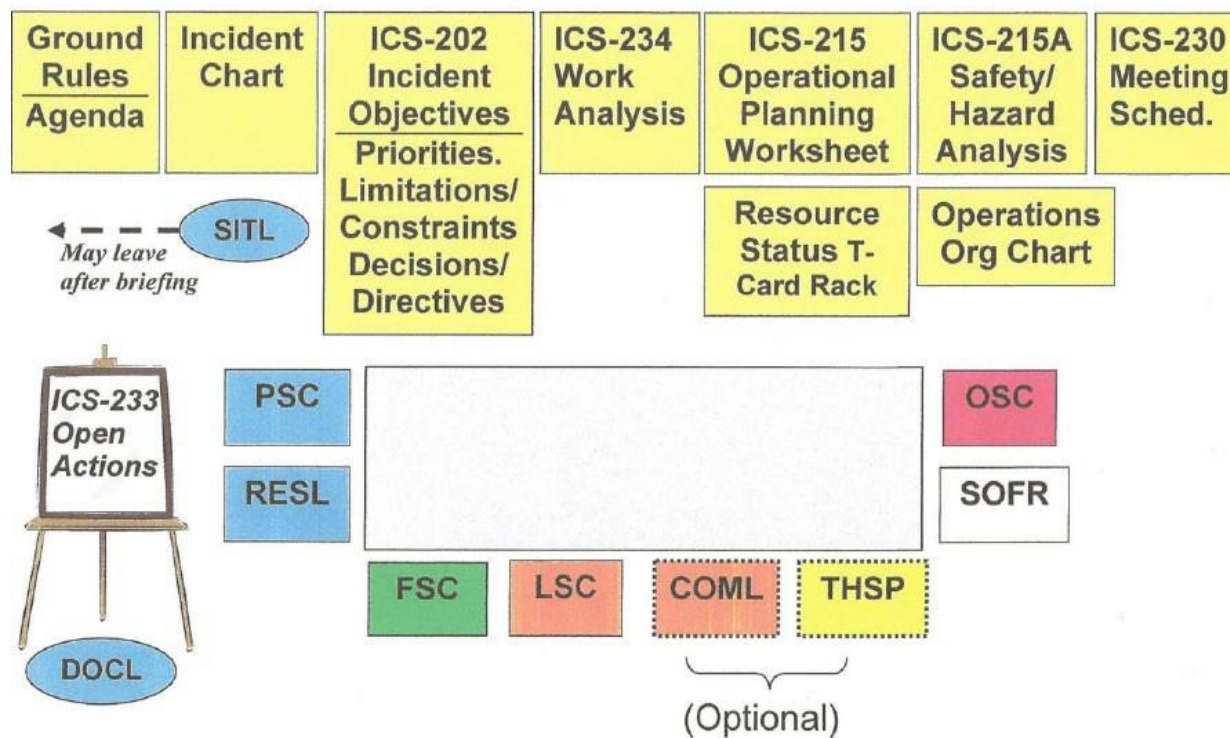 Ground
Rules
Agenda
Incident
Chart
ICS-202
Incident
Objectives
Priorities.
Limitations/
Constraints
Decisions/
Directives
ICS-234
Work
Analysis
ICS-215
Operational
Planning
Worksheet
ICS-215A
Safety/
Hazard
Analysis
ICS-230
Meeting
Sched.
Resource
Status T-
Card Rack
Operations
Org Chart
SITL
May leave
after briefing
ICS-233
Open
Actions
PSC
RESL
OSC
SOFR
FSC
LSC
COML
THSP
DOCL
(Optional)